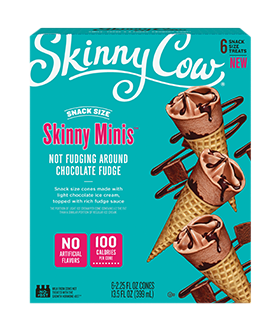 Skinny Cow®
6 SNACK
SIZE
TREATS
NEW
SNACK SIZE
Skinny Minis™
NOT FUDGING AROUND
CHOCOLATE FUDGE
Snack size cones made with
light chocolate ice cream,
topped with rich fudge sauce
NO
ARTIFICIAL
FLAVORS
100
CALORIES
PER CONE
6-2.25 FL OZ CONES
13.5 FL OZ (399 mL)